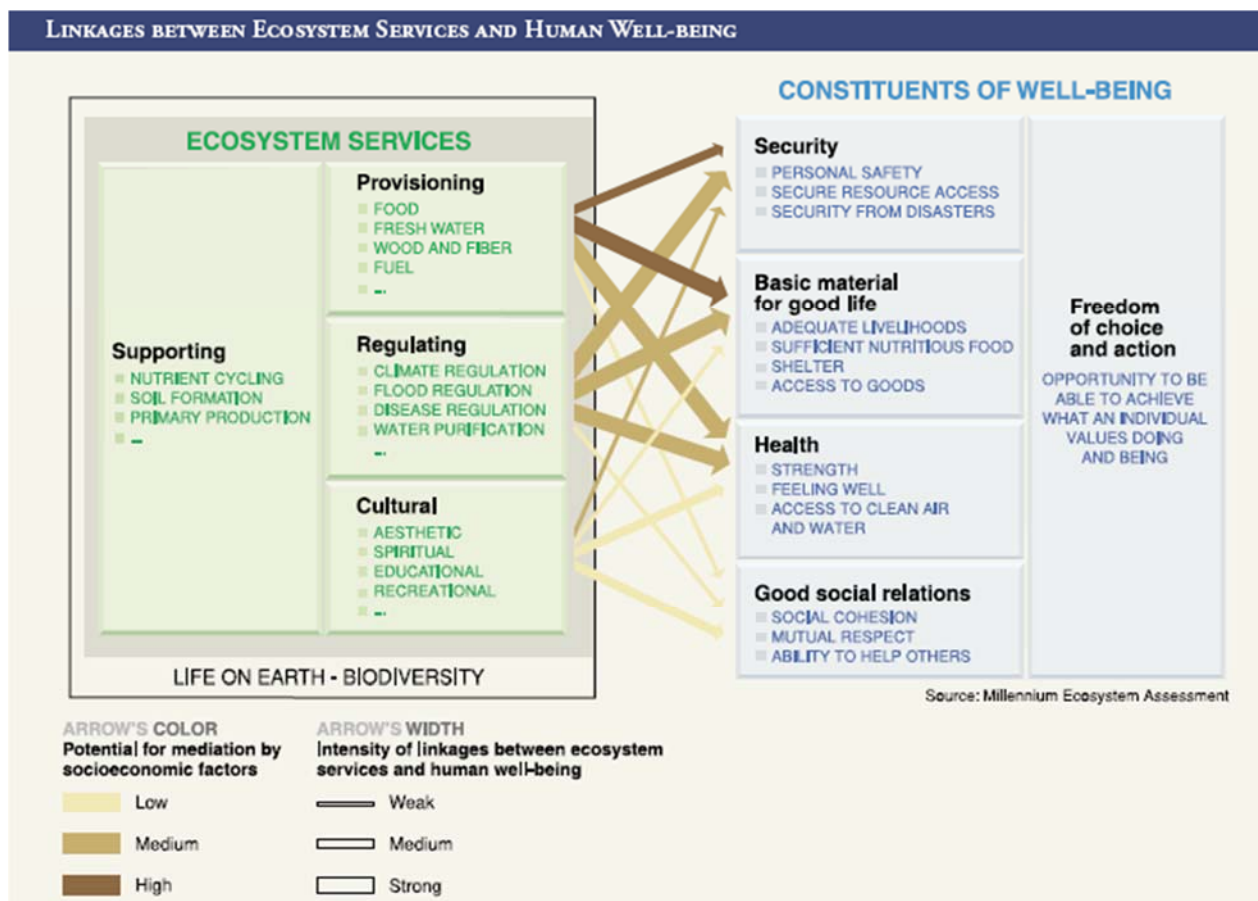 LINKAGES BETWEEN ECOSYSTEM SERVICES AND HUMAN WELL-BEING
CONSTITUENTS OF WELL-BEING
ECOSYSTEM SERVICES
Supporting
NUTRIENT CYCLING
SOIL FORMATION
PRIMARY PRODUCTION
...
Provisioning
FOOD
FRESH WATER
WOOD AND FIBER
FUEL
...
Regulating
CLIMATE REGULATION
FLOOD REGULATION
DISEASE REGULATION
WATER PURIFICATION
...
Cultural
AESTHETIC
SPIRITUAL
EDUCATIONAL
RECREATIONAL
...
LIFE ON EARTH - BIODIVERSITY
Security
PERSONAL SAFETY
SECURE RESOURCE ACCESS
SECURITY FROM DISASTERS
Basic material
for good life
ADEQUATE LIVELIHOODS
SUFFICIENT NUTRITIOUS FOOD
SHELTER
ACCESS TO GOODS
Health
STRENGTH
FEELING WELL
ACCESS TO CLEAN AIR
AND WATER
Good social relations
SOCIAL COHESION
MUTUAL RESPECT
ABILITY TO HELP OTHERS
Freedom
of choice
and action
OPPORTUNITY TO BE
ABLE TO ACHIEVE
WHAT AN INDIVIDUAL
VALUES DOING
AND BEING
Source: Millennium Ecosystem Assessment
ARROW'S COLOR
Potential for mediation by
socioeconomic factors
Low
Medium
High
ARROW'S WIDTH
Intensity of linkages between ecosystem
services and human well-being
Weak
Medium
Strong